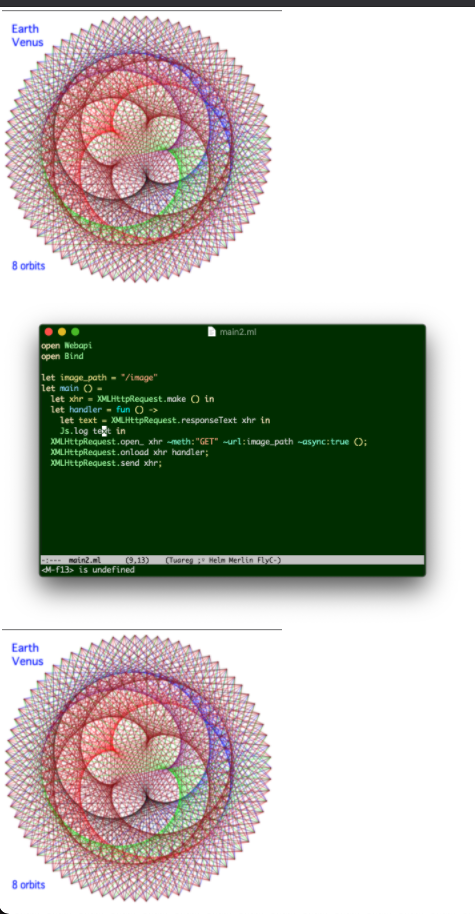 Earth
Venus
8 orbits
main2.ml
open Webapi
open Bind
let image_path = "/image"
let main () =
let xhr = XMLHttpRequest.make () in
let handler = fun () ->
let text = XMLHttpRequest.responseText xhr in
Js.log text in
XMLHttpRequest.open_ xhr ~meth:"GET" ~url:image_path ~async:true ();
XMLHttpRequest.onload xhr handler;
XMLHttpRequest.send xhr;
-:--- main2.ml (9,13) (Tuareg ;² Helm Merlin FlyC-)
<M-f13> is undefined
Earth
Venus
8 orbits